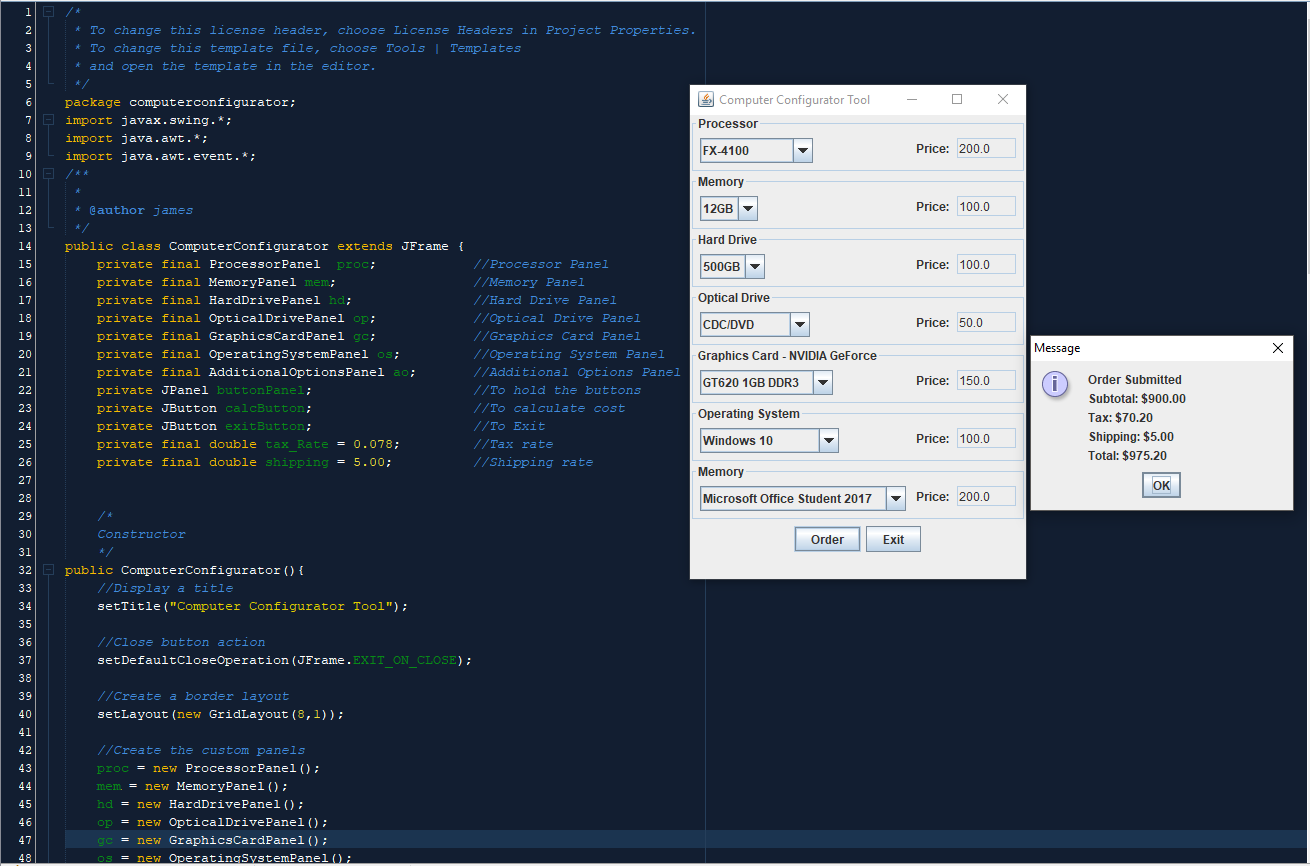 1 /*
2 * To change this license header, choose License Headers in Project Properties.
3 * To change this template file, choose Tools | Templates
4 * and open the template in the editor.
5 */
6 package computerconfigurator;
7 import javax.swing.*;
8 import java.awt.*;
9 import java.awt.event.*;
10 /**
11 *
12 * @author james
13 */
14 public class ComputerConfigurator extends JFrame {
15 private final ProcessorPanel proc; //Processor Panel
16 private final MemoryPanel mem; //Memory Panel
17 private final HardDrivePanel hd; //Hard Drive Panel
18 private final OpticalDrivePanel op; //Optical Drive Panel
19 private final GraphicsCardPanel gc; //Graphics Card Panel
20 private final OperatingSystemPanel os; //Operating System Panel
21 private final AdditionalOptionsPanel ao; //Additional Options Panel
22 private JPanel buttonPanel; //To hold the buttons
23 private JButton calcButton; //To calculate cost
24 private JButton exitButton; //To Exit
25 private final double tax_Rate = 0.078; //Tax rate
26 private final double shipping = 5.00; //Shipping rate
27
28
29 /*
30 Constructor
31 */
32 public ComputerConfigurator(){
33 //Display a title
34 setTitle("Computer Configurator Tool");
35
36 //Close button action
37 setDefaultCloseOperation(JFrame.EXIT_ON_CLOSE);
38
39 //Create a border layout
40 setLayout(new GridLayout(8,1));
41
42 //Create the custom panels
43 proc = new ProcessorPanel();
44 mem = new MemoryPanel();
45 hd = new HardDrivePanel();
46 op = new OpticalDrivePanel();
47 gc = new GraphicsCardPanel();
48 os = new OperatingSystemPanel();
Computer Configurator Tool
Processor
FX-4100 Price: 200.0
Memory
12GB Price: 100.0
Hard Drive
500GB Price: 100.0
Optical Drive
CDC/DVD Price: 50.0
Graphics Card - NVIDIA GeForce
GT620 1GB DDR3 Price: 150.0
Operating System
Windows 10 Price: 100.0
Memory
Microsoft Office Student 2017 Price: 200.0
Order Exit
Message
Order Submitted
Subtotal: $900.00
Tax: $70.20
Shipping: $5.00
Total: $975.20
OK